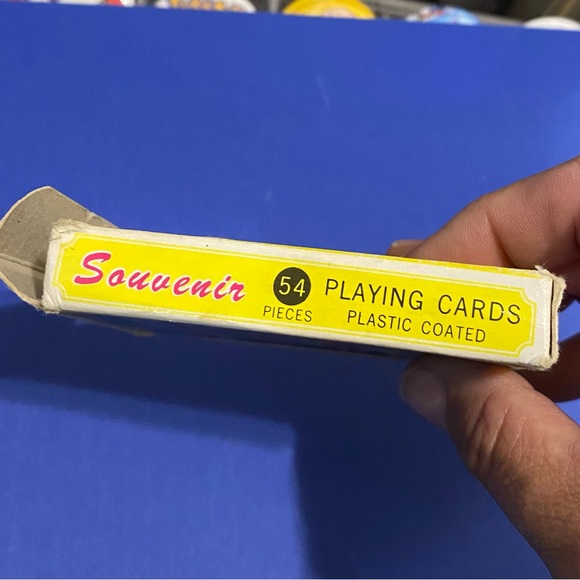 Souvenir 54 PLAYING CARDS
PIECES PLASTIC COATED